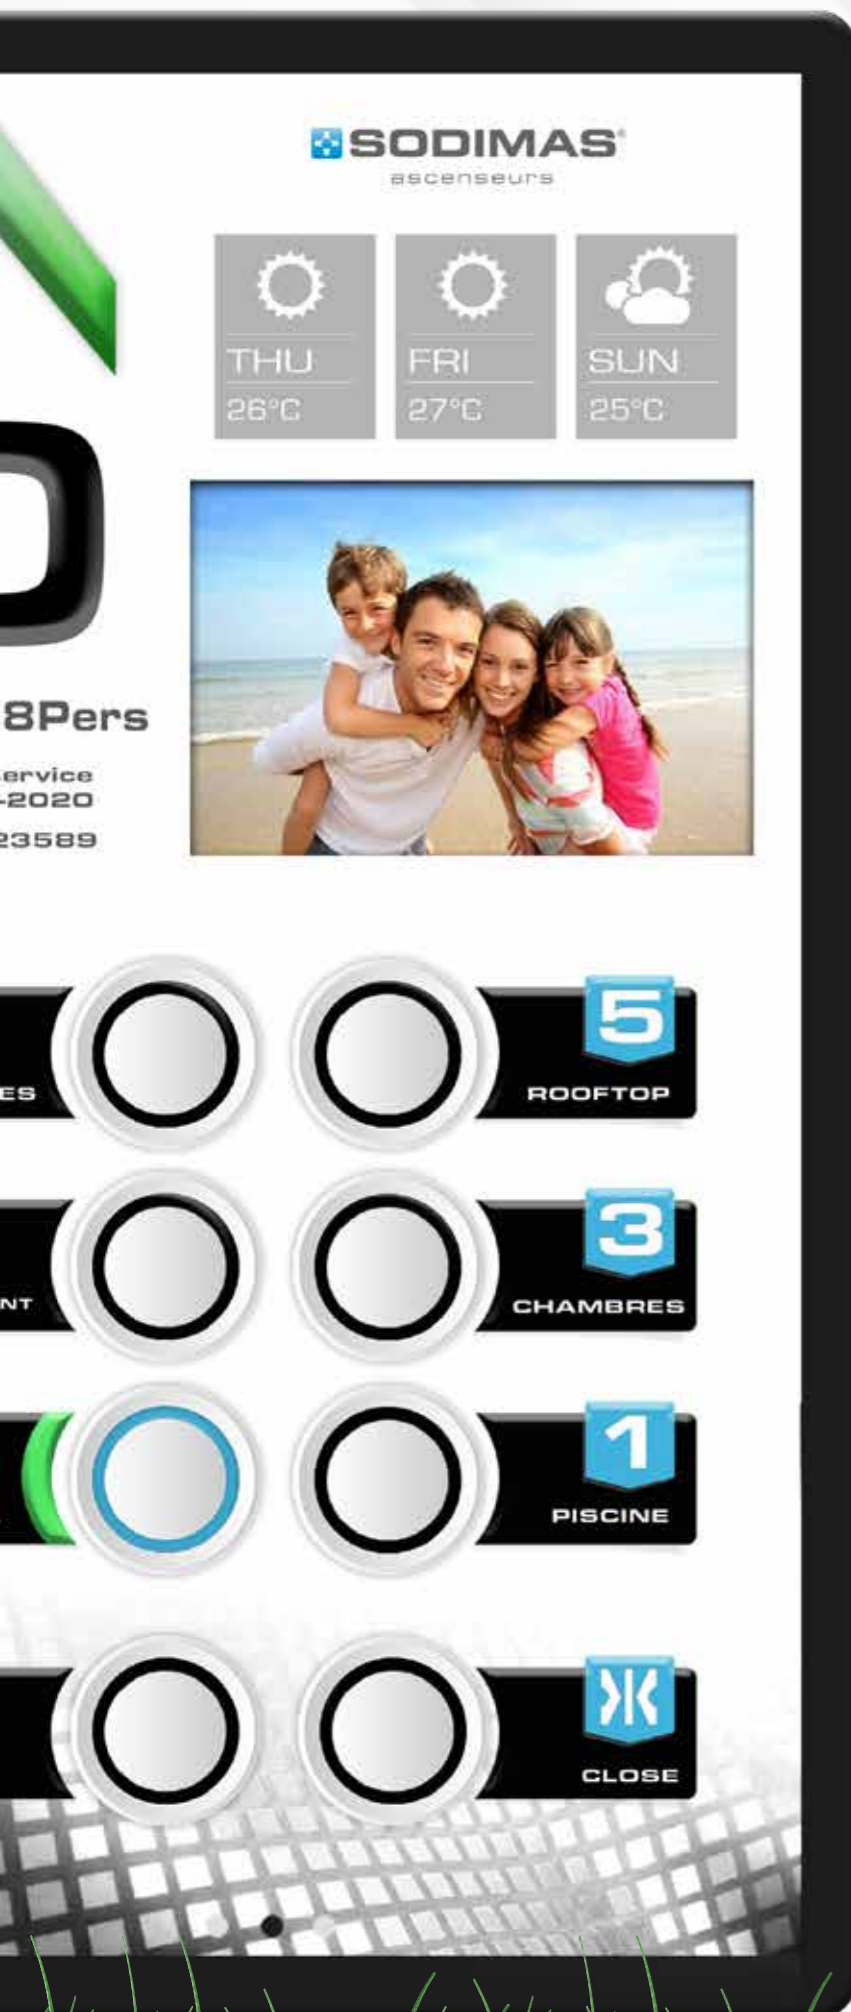 SODIMAS
ascenseurs
THU
FRI
SUN
26°C
27°C
25°C
8Pers
ervice
-2020
23589
5
ES
ROOFTOP
3
NT
CHAMBRES
1
PISCINE
CLOSE